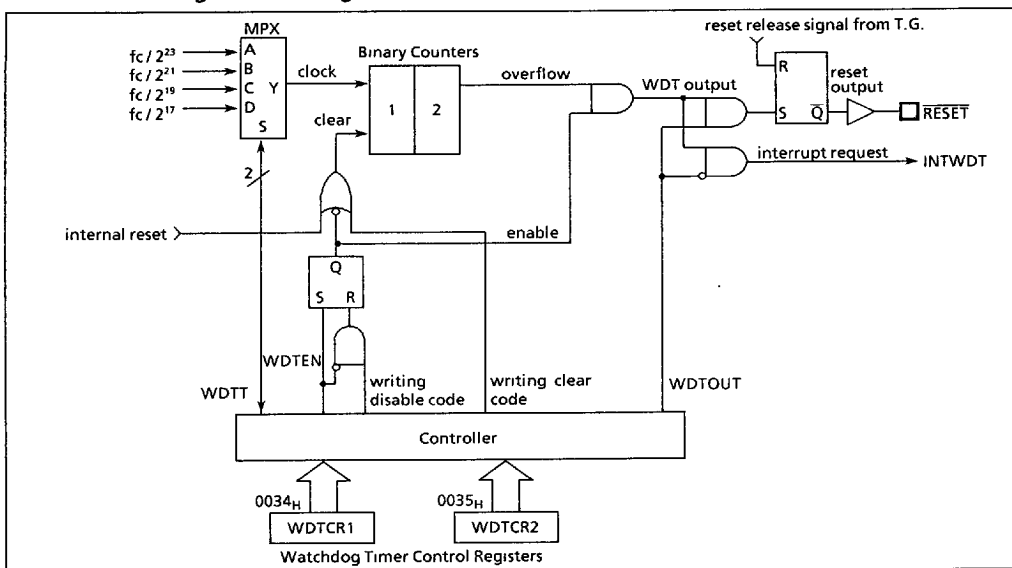 reset release signal from T.G.
MPX
fc / 2²³
fc / 2²¹
fc / 2¹⁹
fc / 2¹⁷
A
B
C
D
Y
S
clock
clear
Binary Counters
1
2
overflow
WDT output
R
S
Q̅
reset
output
R̅E̅S̅E̅T̅
interrupt request
INTWDT
2
internal reset
enable
Q
S
R
WDTEN
WDTT
writing
disable code
writing clear
code
WDTOUT
Controller
0034H
0035H
WDTCR1
WDTCR2
Watchdog Timer Control Registers